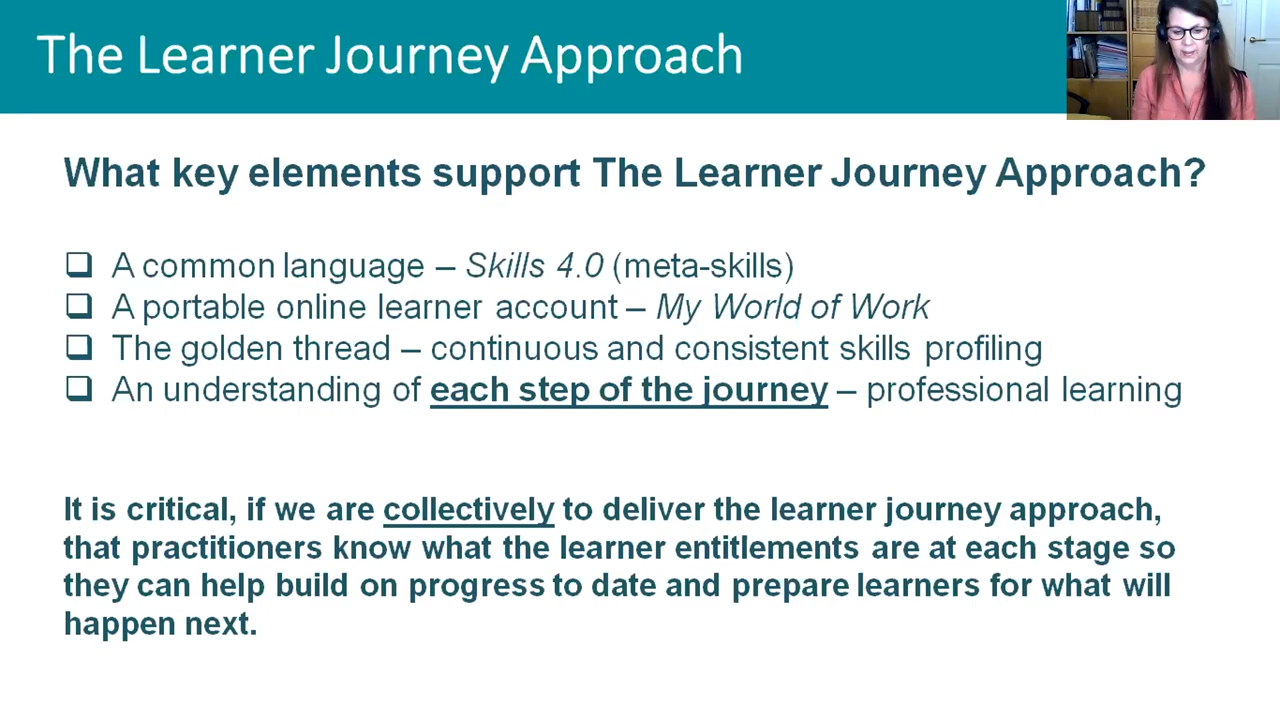 The Learner Journey Approach
What key elements support The Learner Journey Approach?
❑ A common language – Skills 4.0 (meta-skills)
❑ A portable online learner account – My World of Work
❑ The golden thread – continuous and consistent skills profiling
❑ An understanding of each step of the journey – professional learning
It is critical, if we are collectively to deliver the learner journey approach,
that practitioners know what the learner entitlements are at each stage so
they can help build on progress to date and prepare learners for what will
happen next.